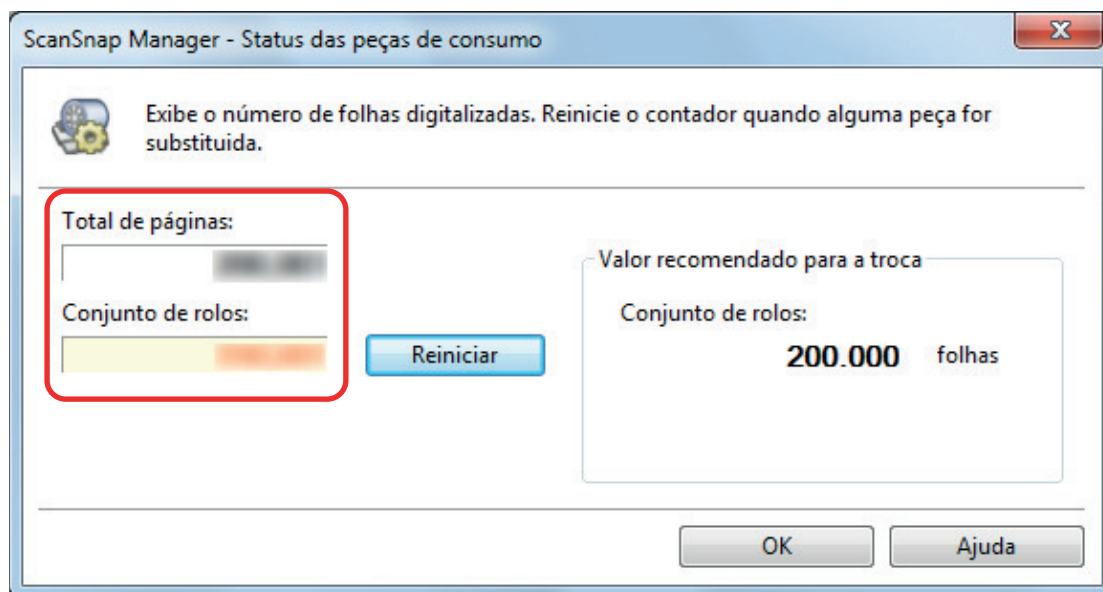 ScanSnap Manager - Status das peças de consumo
Exibe o número de folhas digitalizadas. Reinicie o contador quando alguma peça for
substituida.
Total de páginas:
Conjunto de rolos:
Reiniciar
Valor recomendado para a troca
Conjunto de rolos:
200.000 folhas
OK
Ajuda